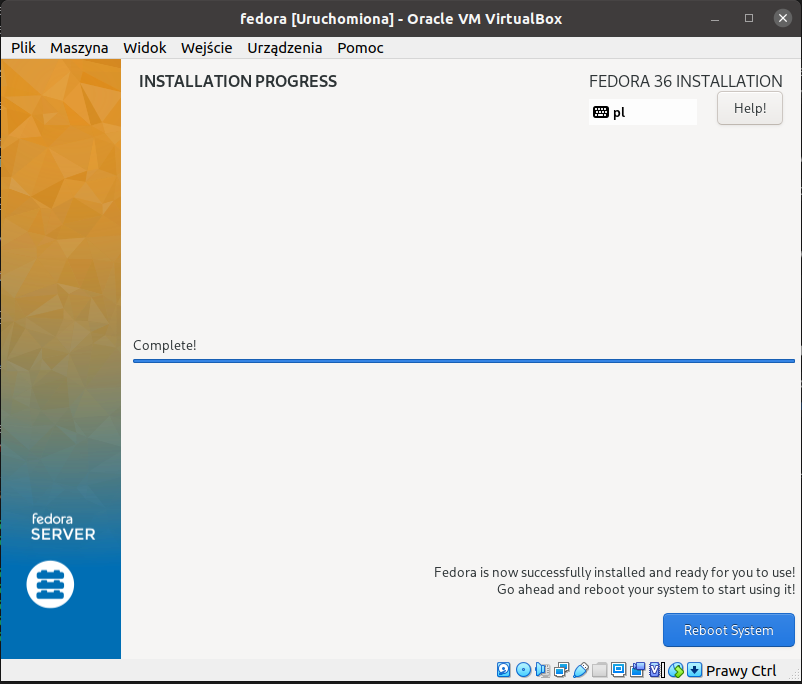 fedora [Uruchomiona] - Oracle VM VirtualBox
Plik Maszyna Widok Wejście Urządzenia Pomoc
INSTALLATION PROGRESS
FEDORA 36 INSTALLATION
pl
Help!
Complete!
fedora
SERVER
Fedora is now successfully installed and ready for you to use!
Go ahead and reboot your system to start using it!
Reboot System
Prawy Ctrl